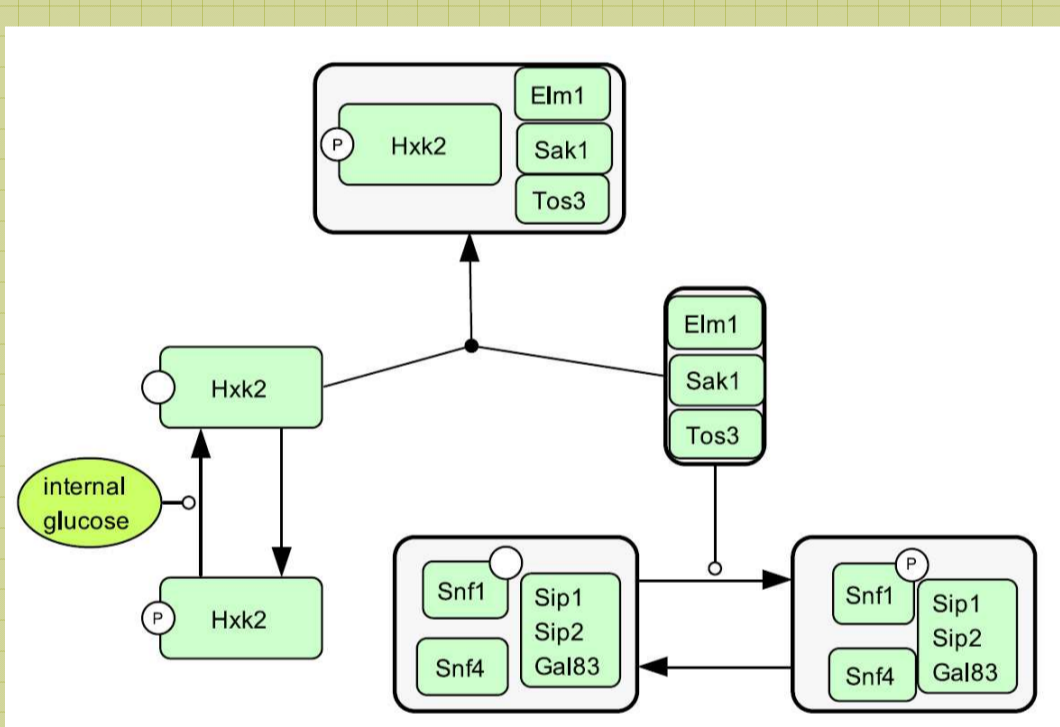 P
Hxk2
Elm1
Sak1
Tos3
Hxk2
Elm1
Sak1
Tos3
internal
glucose
P
Hxk2
Snf1
Snf4
Sip1
Sip2
Gal83
P
Snf1
Snf4
Sip1
Sip2
Gal83